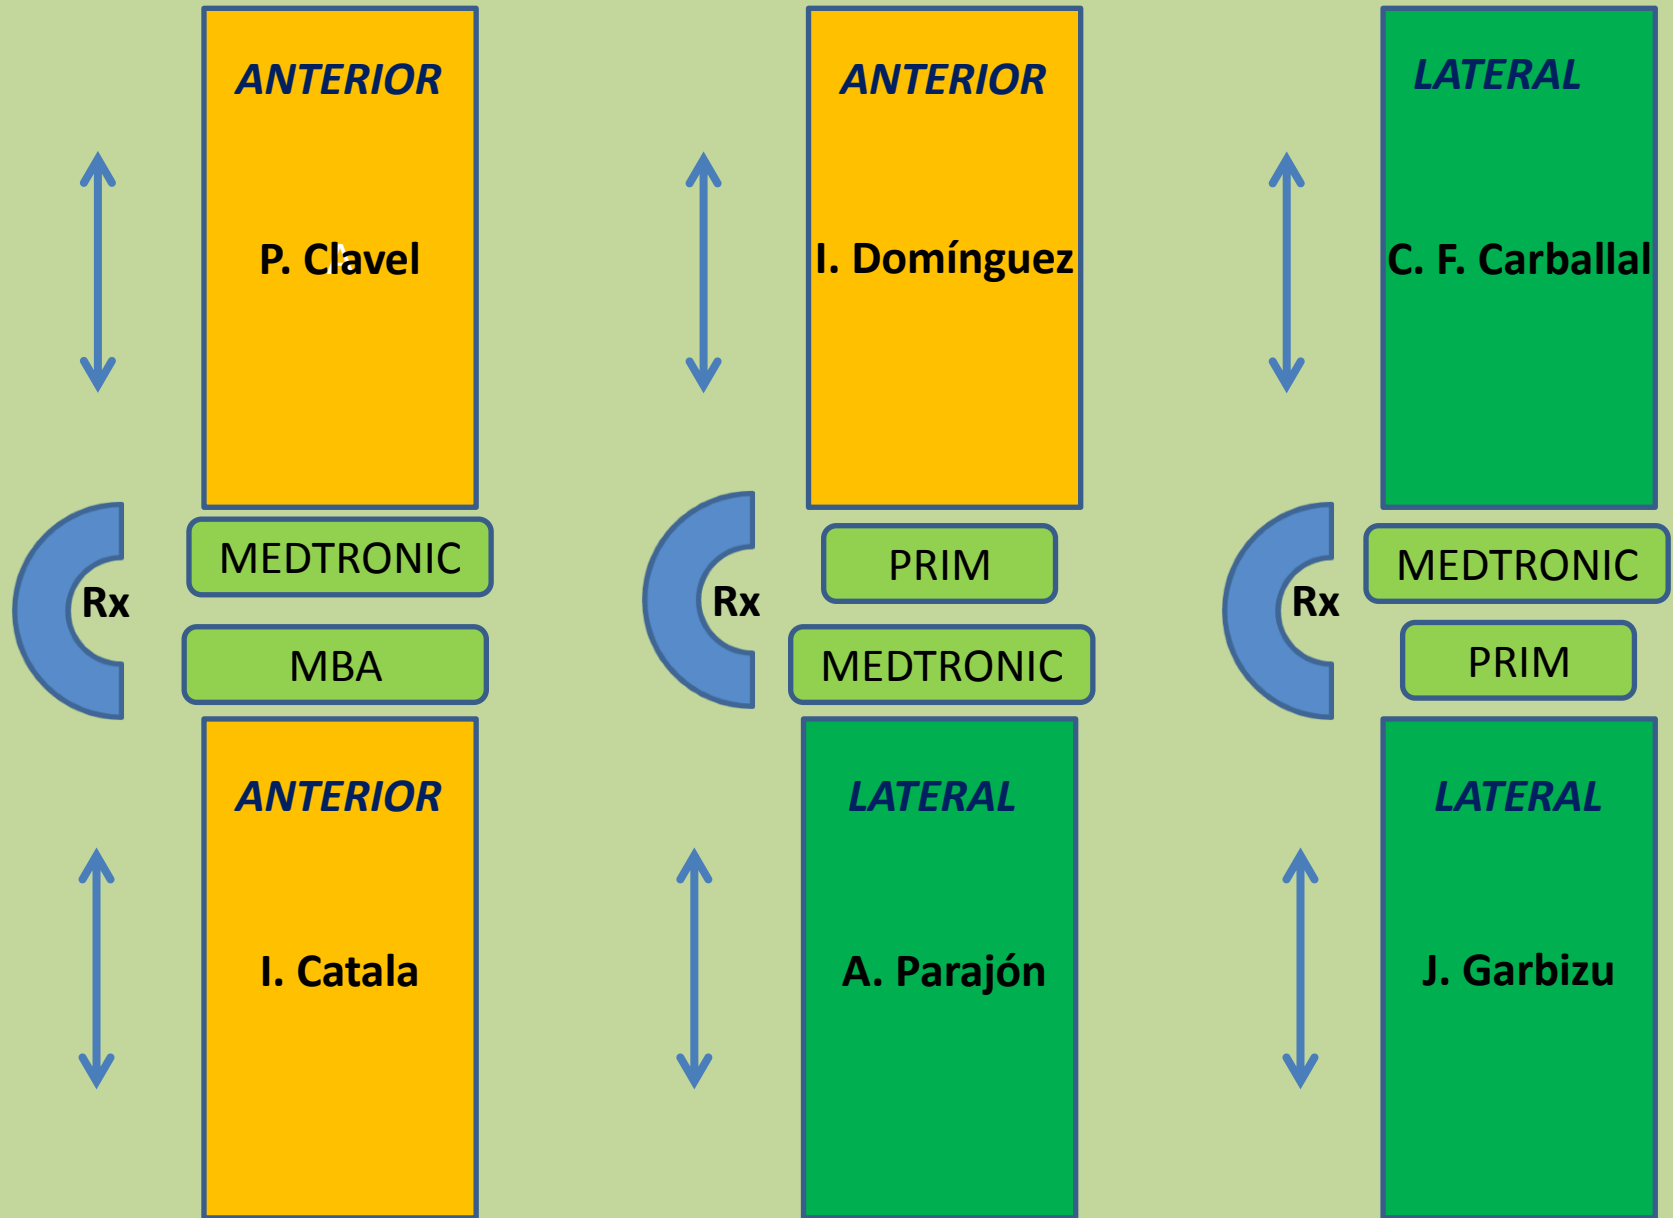 ANTERIOR
P. Clavel
MEDTRONIC
Rx
MBA
ANTERIOR
I. Catala
ANTERIOR
I. Domínguez
PRIM
Rx
MEDTRONIC
LATERAL
A. Parajón
LATERAL
C. F. Carballal
MEDTRONIC
Rx
PRIM
LATERAL
J. Garbizu